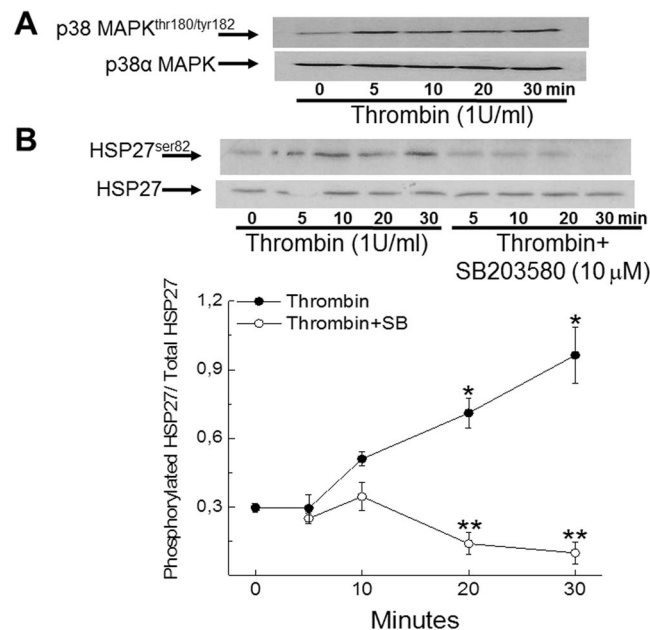 A
p38 MAPKthr180/tyr182
p38α MAPK
0 5 10 20 30 min
Thrombin (1U/ml)
B
HSP27ser82
HSP27
0 5 10 20 30 5 10 20 30 min
Thrombin (1U/ml)
Thrombin+
SB203580 (10 μM)
Phosphorylated HSP27/ Total HSP27
1,2
0,9
0,6
0,3
Thrombin
Thrombin+SB
*
*
**
**
0 10 20 30
Minutes